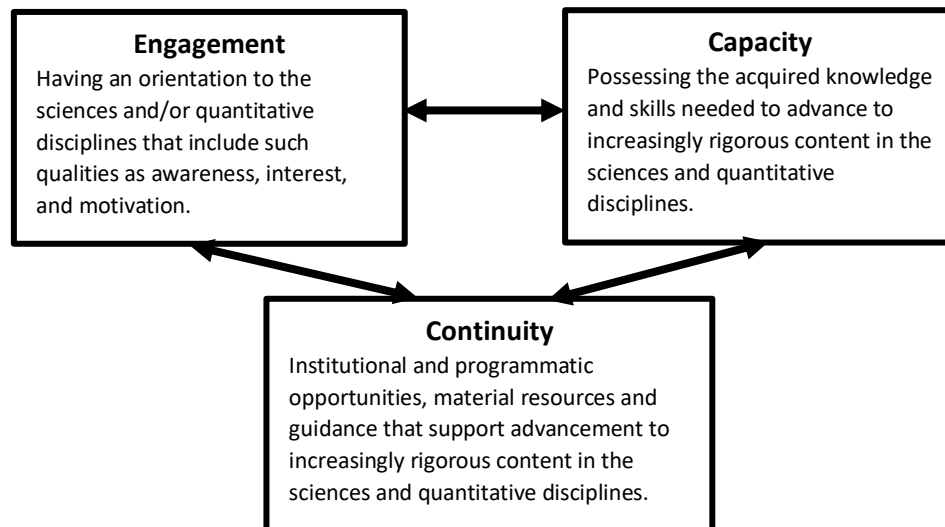 Engagement
Having an orientation to the
sciences and/or quantitative
disciplines that include such
qualities as awareness, interest,
and motivation.
Capacity
Possessing the acquired knowledge
and skills needed to advance to
increasingly rigorous content in the
sciences and quantitative
disciplines.
Continuity
Institutional and programmatic
opportunities, material resources and
guidance that support advancement to
increasingly rigorous content in the
sciences and quantitative disciplines.